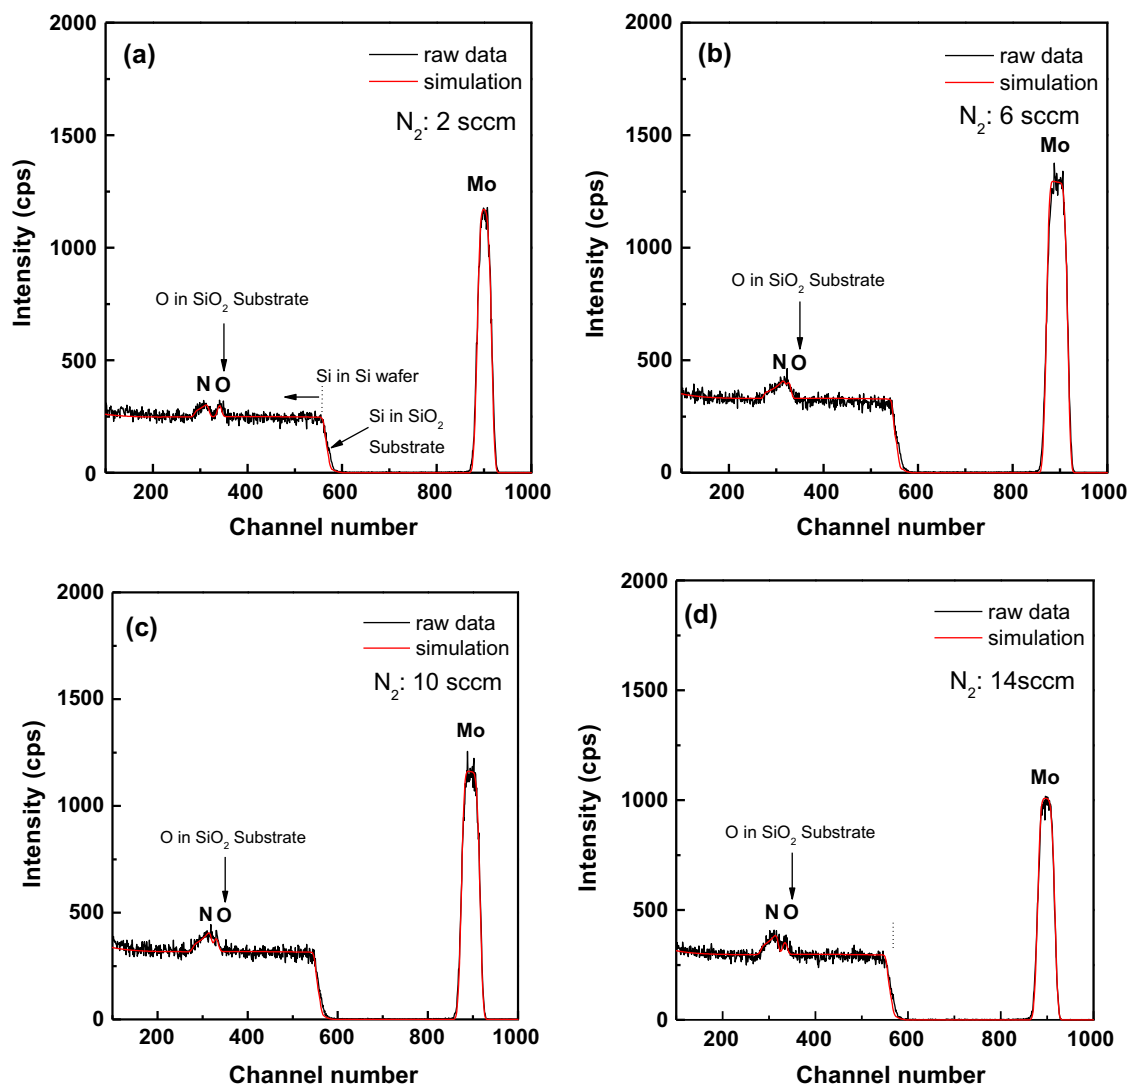 (a)
raw data
simulation
N₂: 2 sccm
Mo
O in SiO₂ Substrate
N O
Si in Si wafer
Si in SiO₂
Substrate
2000
1500
1000
500
0
200 400 600 800 1000
Intensity (cps)
Channel number
(b)
raw data
simulation
N₂: 6 sccm
Mo
O in SiO₂ Substrate
N O
2000
1500
1000
500
0
200 400 600 800 1000
Intensity (cps)
Channel number
(c)
raw data
simulation
N₂: 10 sccm
Mo
O in SiO₂ Substrate
N O
2000
1500
1000
500
0
200 400 600 800 1000
Intensity (cps)
Channel number
(d)
raw data
simulation
N₂: 14sccm
Mo
O in SiO₂ Substrate
N O
2000
1500
1000
500
0
200 400 600 800 1000
Intensity (cps)
Channel number